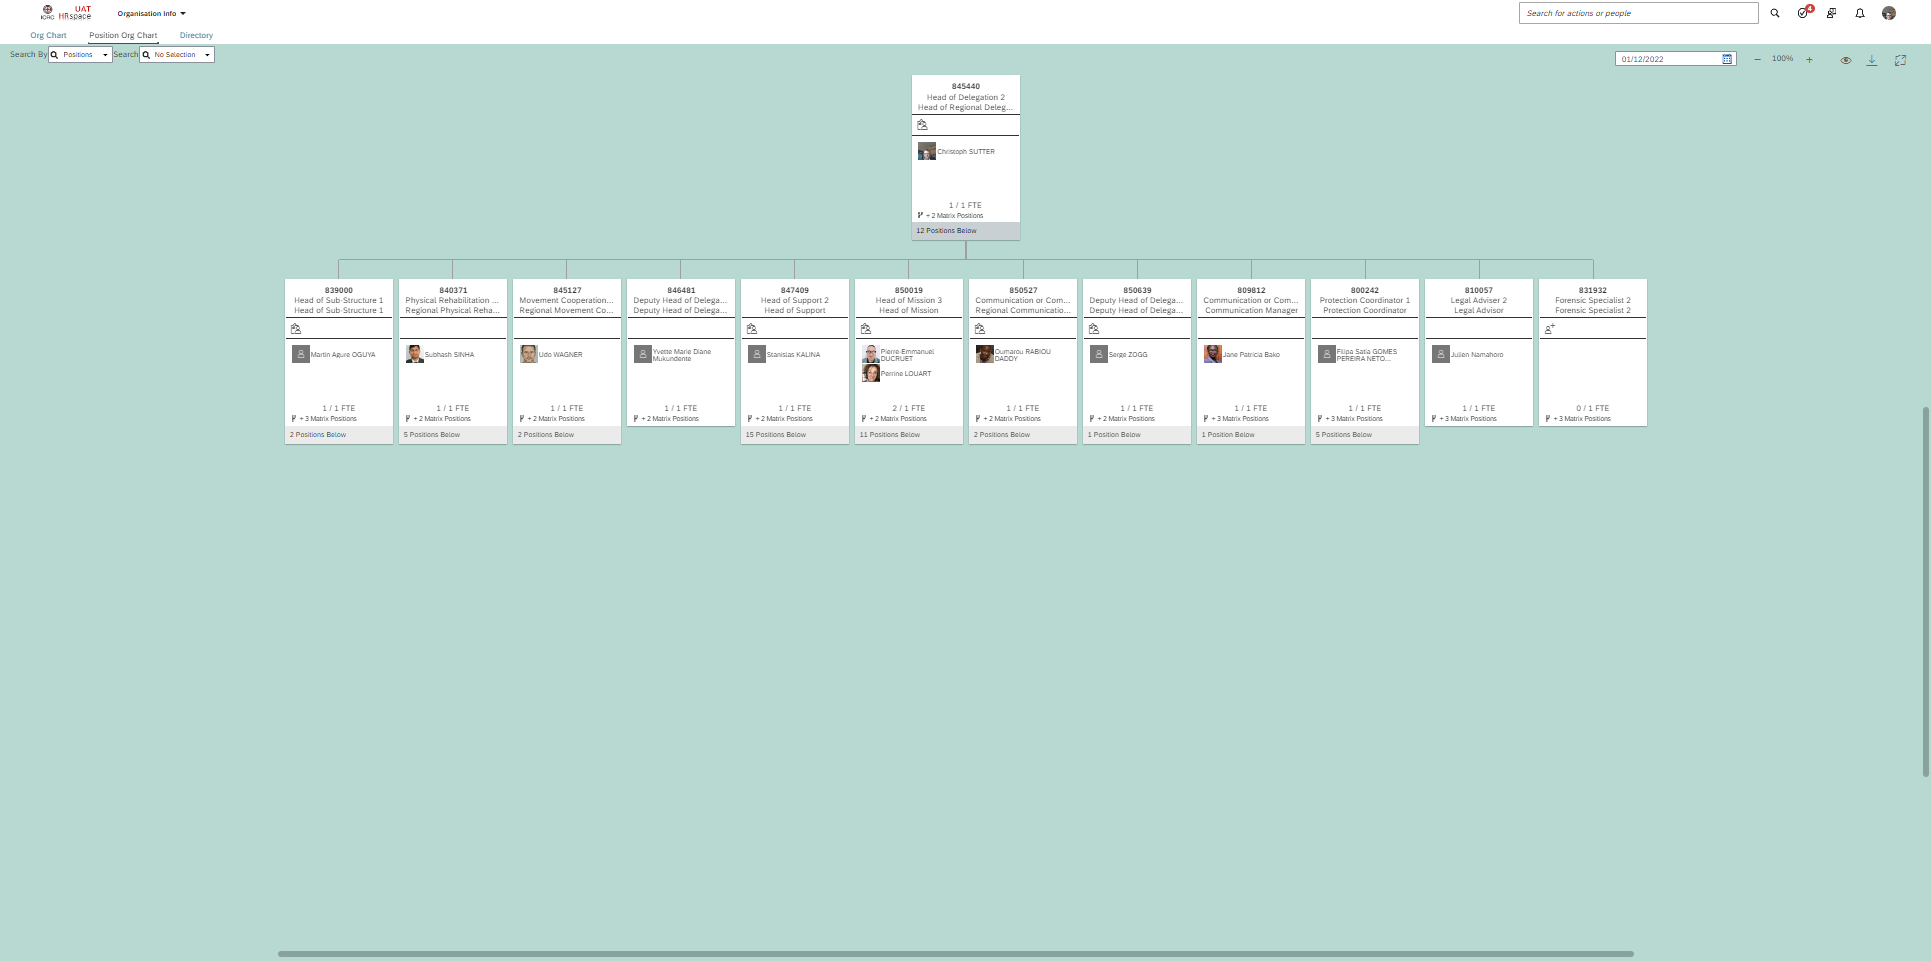 ICRC UAT HRspace
Organisation Info
Search for actions or people
4
Org Chart
Position Org Chart
Directory
Search By
Positions
Search
No Selection
01/12/2022
100%
845440
Head of Delegation 2
Head of Regional Deleg...
Christoph SUTTER
1 / 1 FTE
+ 2 Matrix Positions
12 Positions Below
839000
Head of Sub-Structure 1
Head of Sub-Structure 1
Martin Agure OGUYA
1 / 1 FTE
+ 3 Matrix Positions
2 Positions Below
840371
Physical Rehabilitation ...
Regional Physical Reha...
Subhash SINHA
1 / 1 FTE
+ 2 Matrix Positions
5 Positions Below
845127
Movement Cooperation...
Regional Movement Co...
Udo WAGNER
1 / 1 FTE
+ 2 Matrix Positions
2 Positions Below
846481
Deputy Head of Delega...
Deputy Head of Delega...
Yvette Marie Diane
Mukundente
1 / 1 FTE
+ 2 Matrix Positions
847409
Head of Support 2
Head of Support
Stanislas KALINA
1 / 1 FTE
+ 2 Matrix Positions
15 Positions Below
850019
Head of Mission 3
Head of Mission
Pierre-Emmanuel
DUCRUET
Perrine LOUART
2 / 1 FTE
+ 2 Matrix Positions
11 Positions Below
850527
Communication or Com...
Regional Communicatio...
Oumarou RABIOU
DADDY
1 / 1 FTE
+ 2 Matrix Positions
2 Positions Below
850639
Deputy Head of Delega...
Deputy Head of Delega...
Serge ZOGG
1 / 1 FTE
+ 2 Matrix Positions
1 Position Below
809812
Communication or Com...
Communication Manager
Jane Patricia Bako
1 / 1 FTE
+ 3 Matrix Positions
1 Position Below
800242
Protection Coordinator 1
Protection Coordinator
Filipa Satia GOMES
PEREIRA NETO...
1 / 1 FTE
+ 3 Matrix Positions
5 Positions Below
810057
Legal Adviser 2
Legal Advisor
Julien Namahoro
1 / 1 FTE
+ 3 Matrix Positions
831932
Forensic Specialist 2
Forensic Specialist 2
0 / 1 FTE
+ 3 Matrix Positions